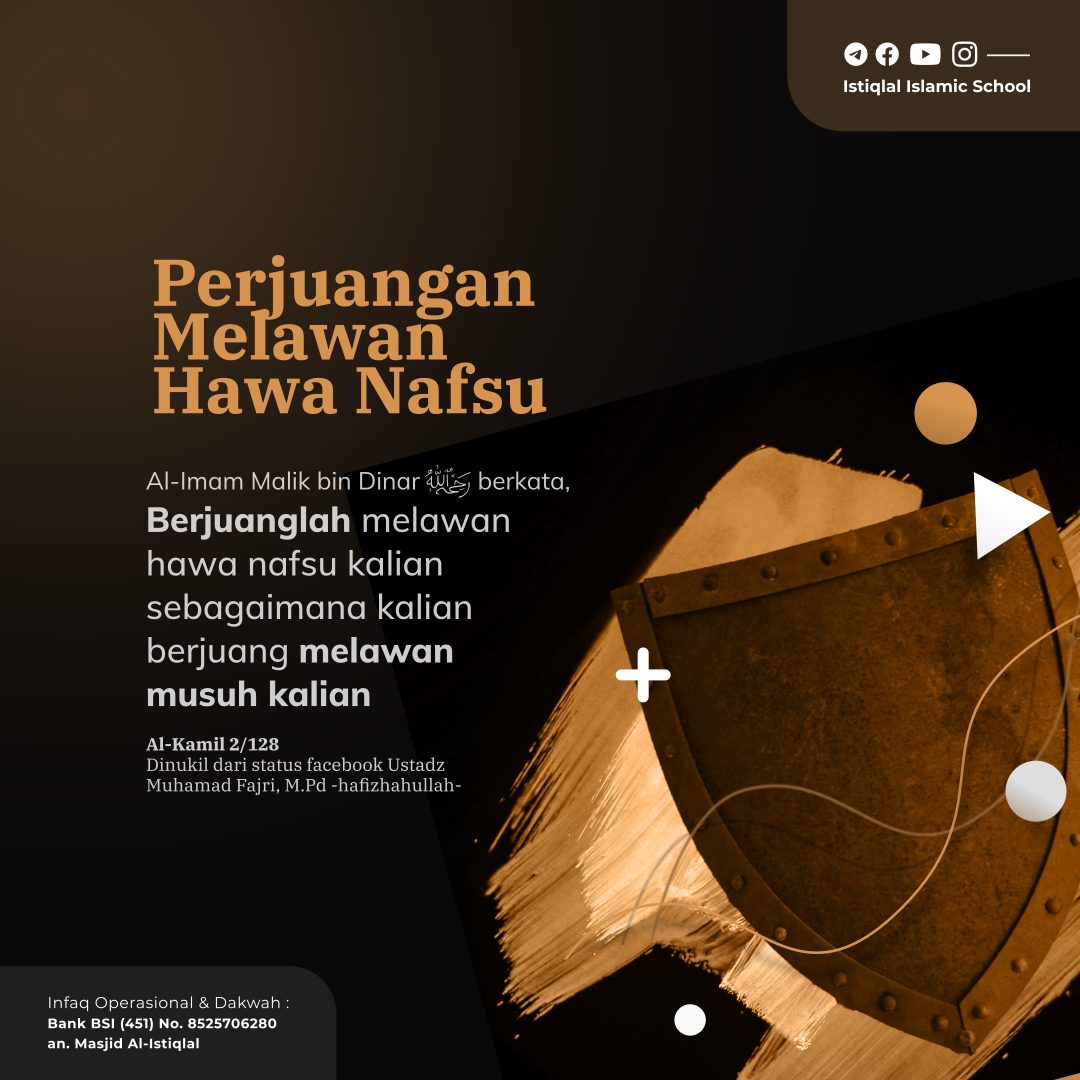 Istiqlal Islamic School
Perjuangan
Melawan
Hawa Nafsu
Al-Imam Malik bin Dinar رحمه الله berkata,
Berjuanglah melawan
hawa nafsu kalian
sebagaimana kalian
berjuang melawan
musuh kalian
Al-Kamil 2/128
Dinukil dari status facebook Ustadz
Muhamad Fajri, M.Pd -hafizhahullah-
Infaq Operasional & Dakwah :
Bank BSI (451) No. 8525706280
an. Masjid Al-Istiqlal